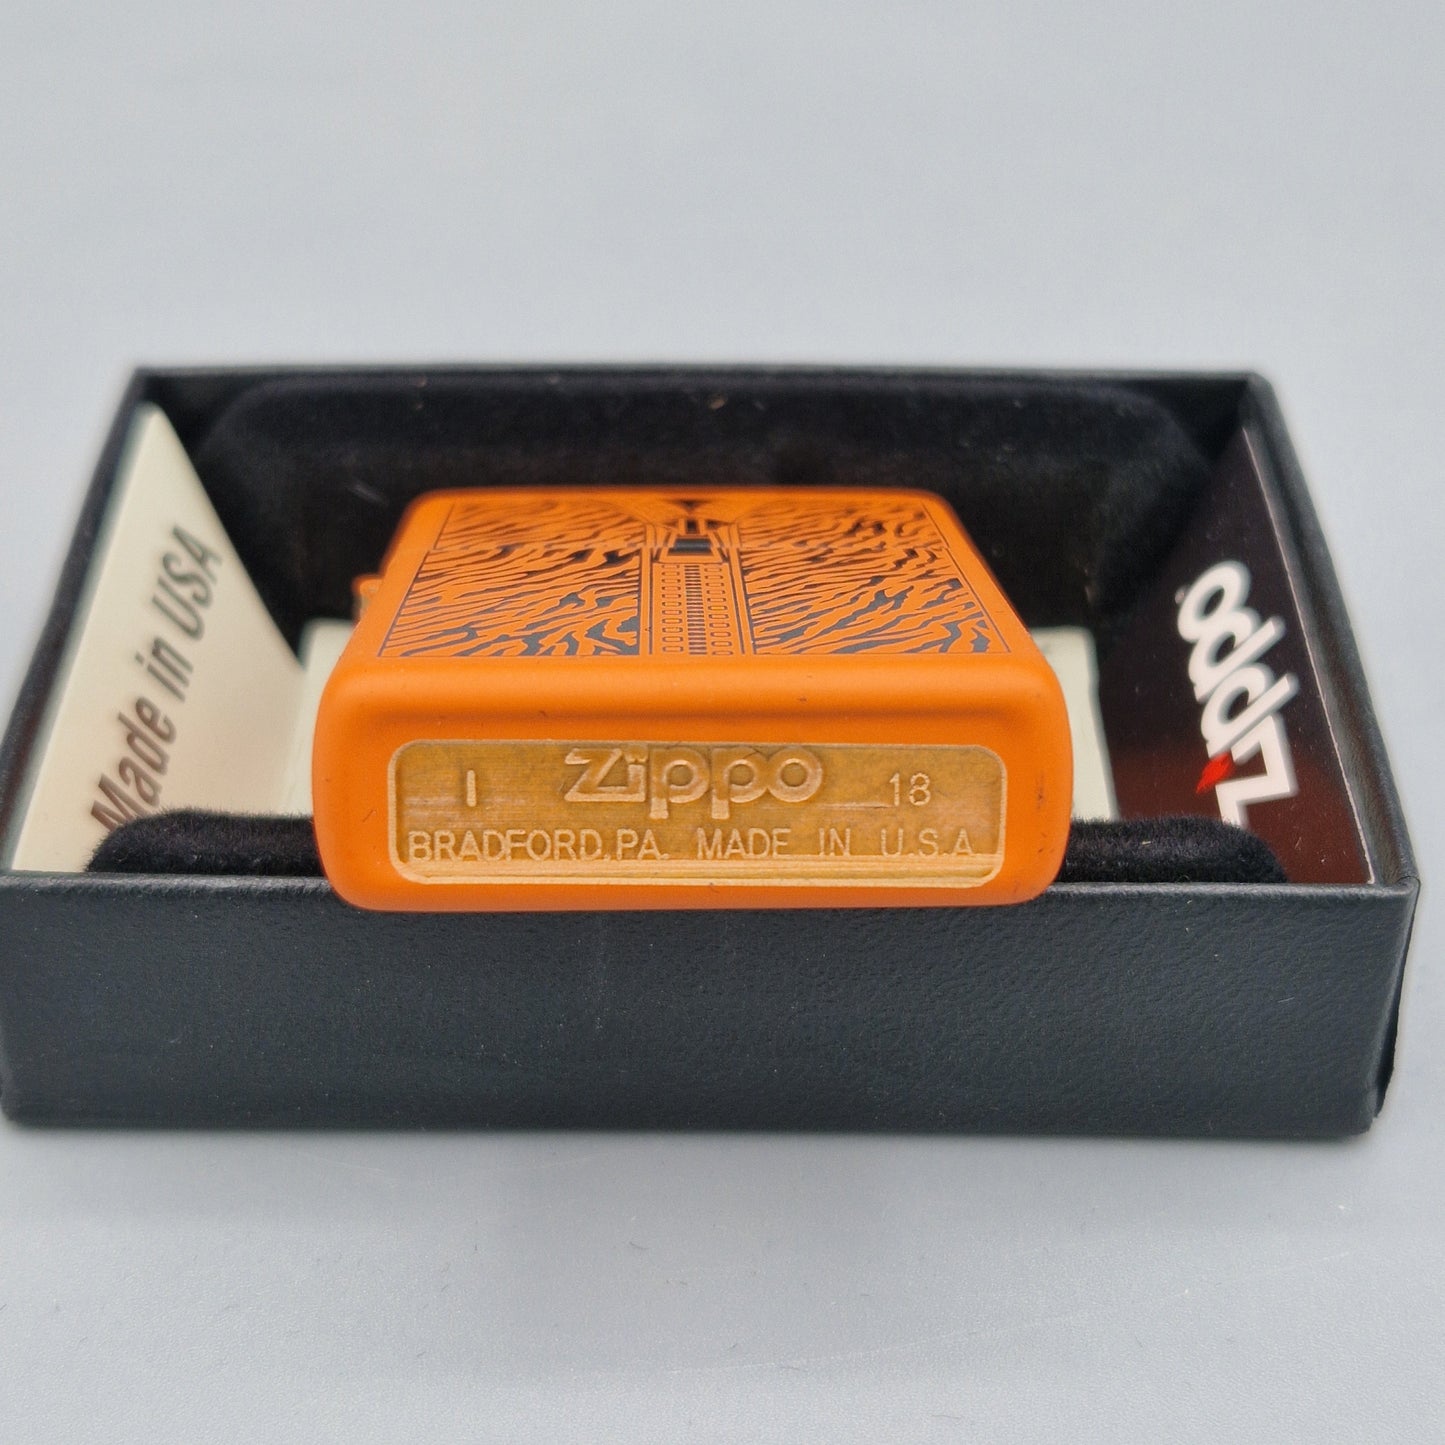 Made in USA
zippo
I zippo 18
BRADFORD,PA. MADE IN U.S.A.